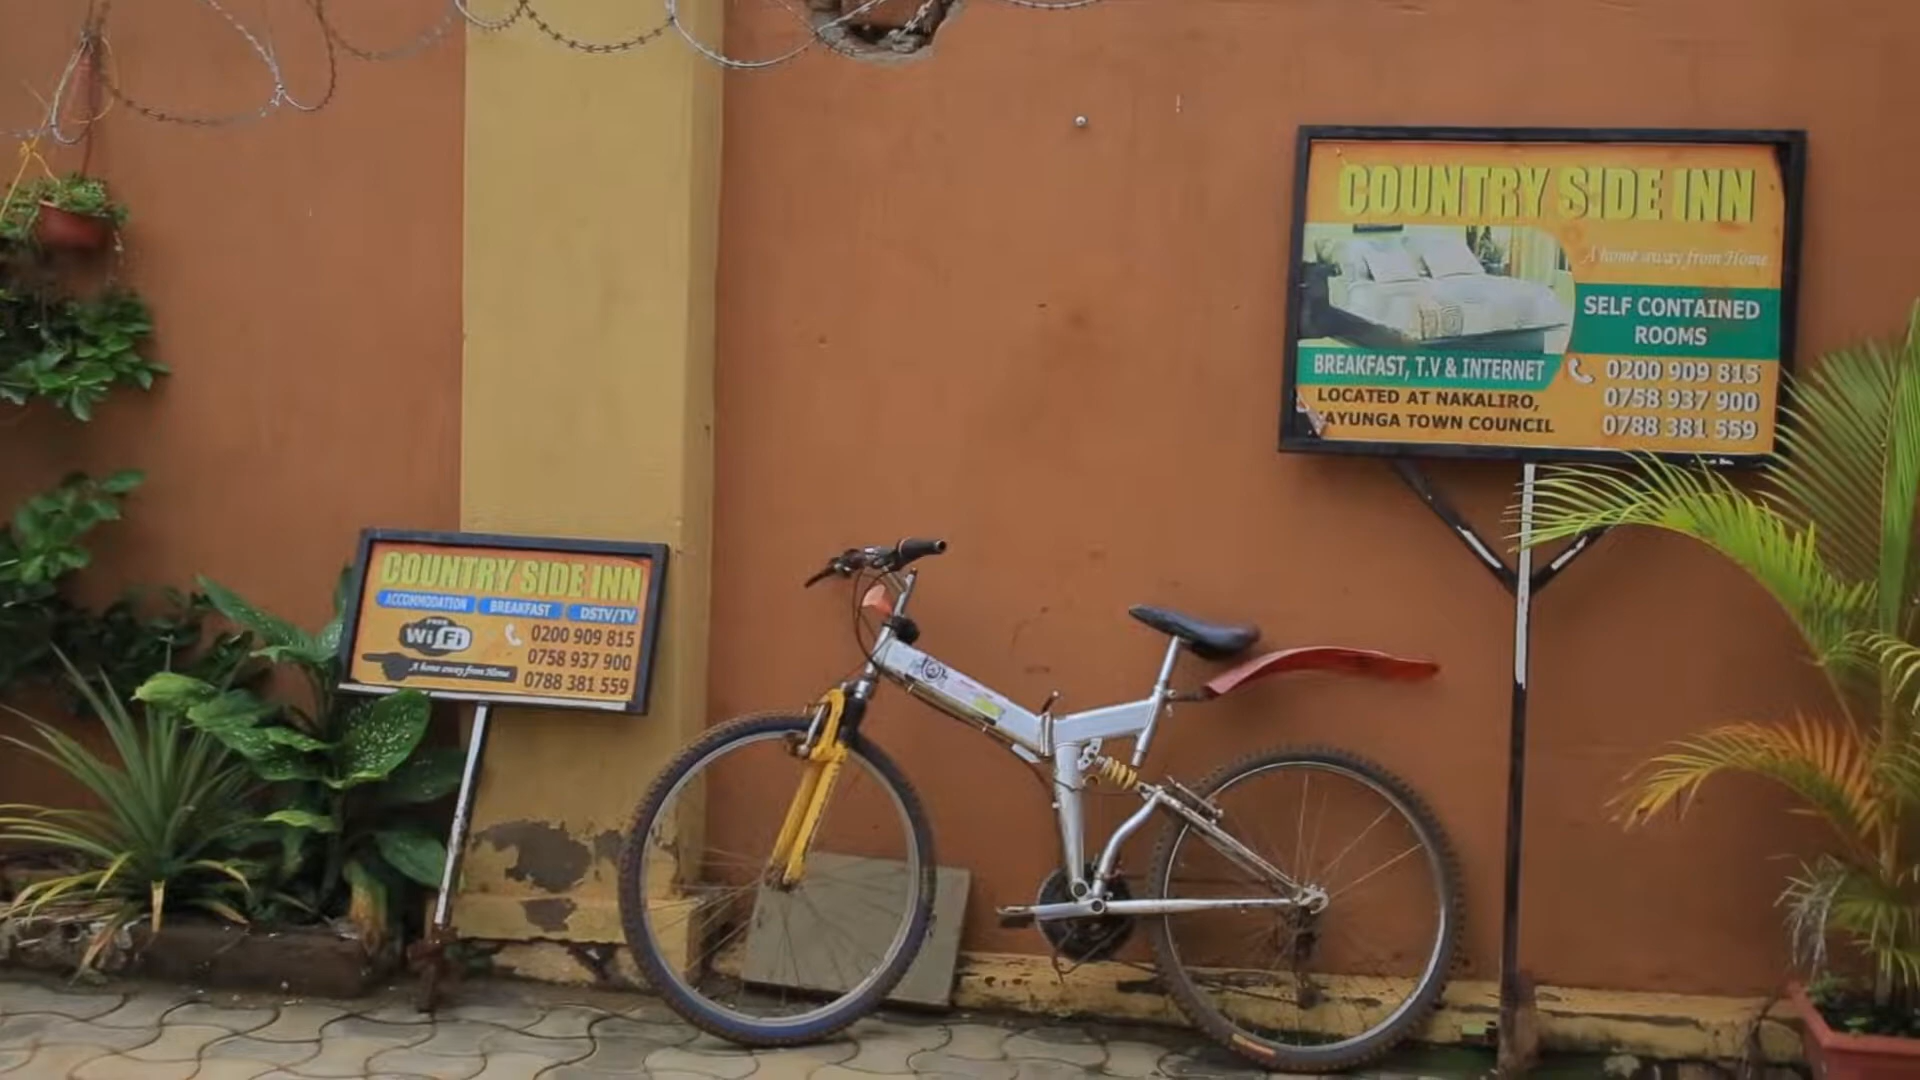 COUNTRY SIDE INN
A home away from Home
SELF CONTAINED
ROOMS
BREAKFAST, T.V & INTERNET
LOCATED AT NAKALIRO,
AYUNGA TOWN COUNCIL
0200 909 815
0758 937 900
0788 381 559
COUNTRY SIDE INN
ACCOMMODATION BREAKFAST DSTV/TV
FREE
WiFi
A home away from Home
0200 909 815
0758 937 900
0788 381 559